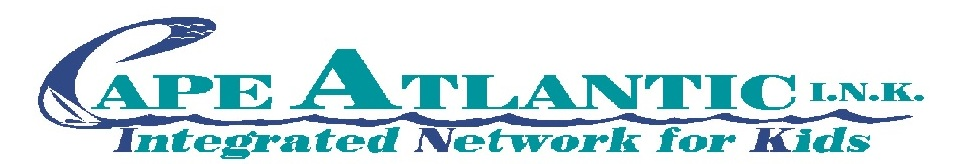 CAPE ATLANTIC I.N.K.
Integrated Network for Kids